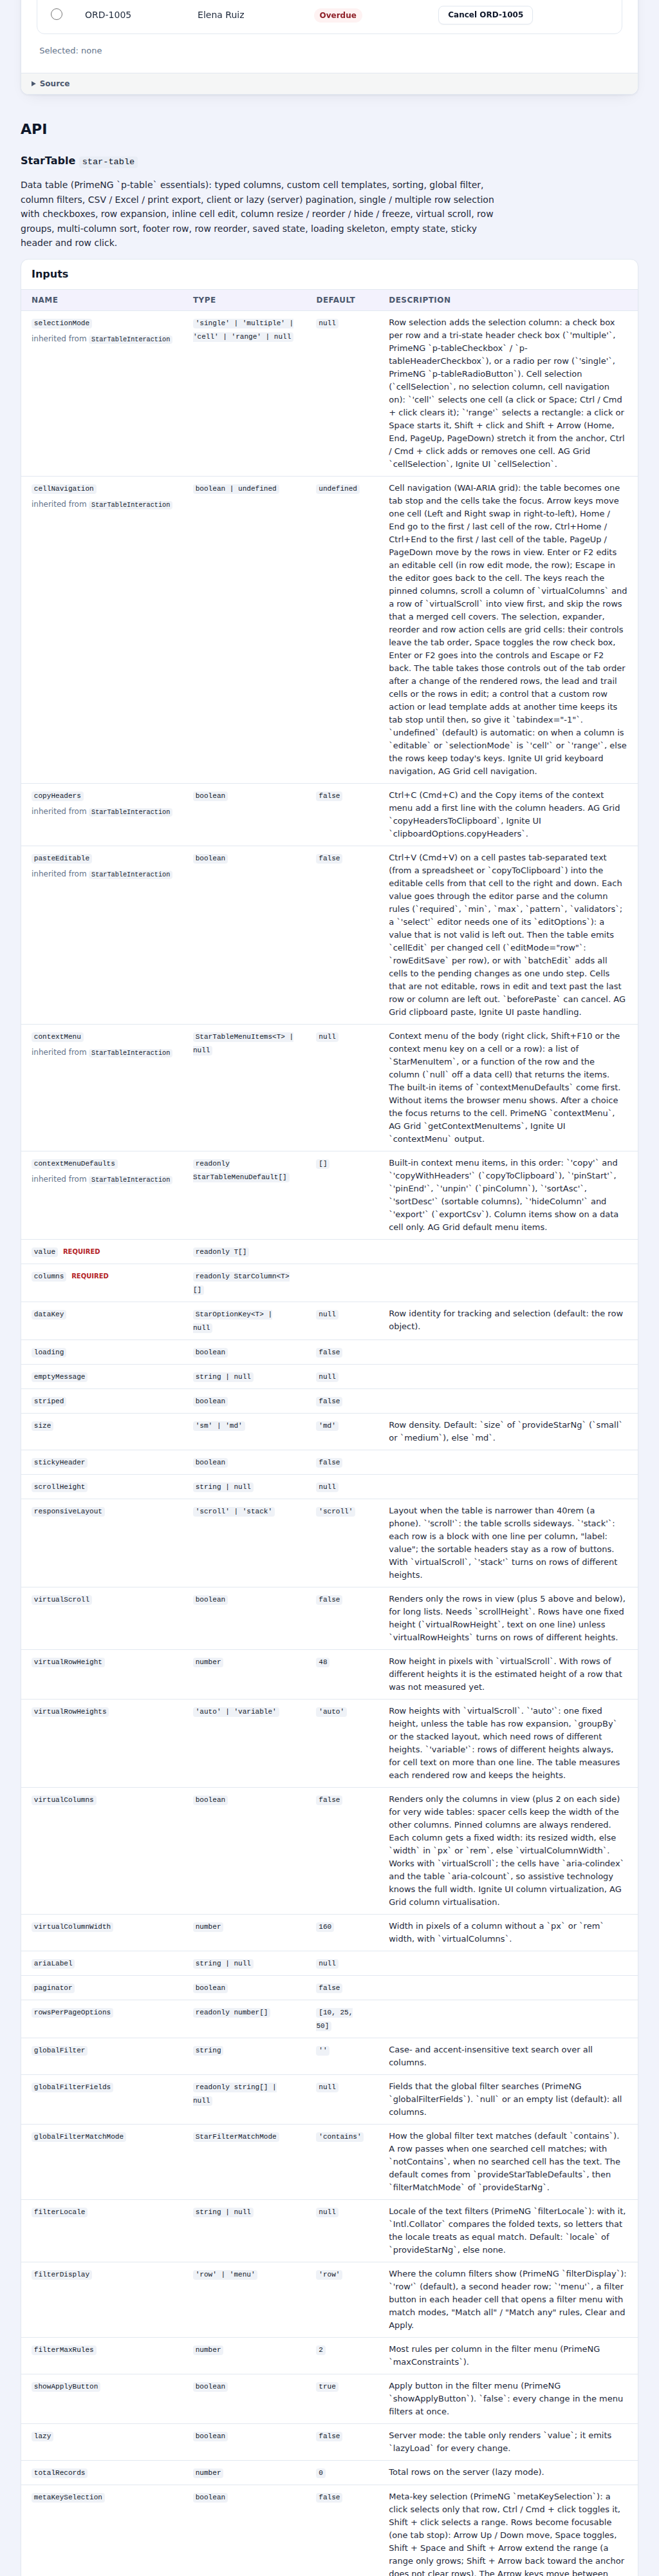 ORD-1005 Elena Ruiz Overdue Cancel ORD-1005
Selected: none
▶ Source
API
StarTable star-table
Data table (PrimeNG `p-table` essentials): typed columns, custom cell templates, sorting, global filter,
column filters, CSV / Excel / print export, client or lazy (server) pagination, single / multiple row selection
with checkboxes, row expansion, inline cell edit, column resize / reorder / hide / freeze, virtual scroll, row
groups, multi-column sort, footer row, row reorder, saved state, loading skeleton, empty state, sticky
header and row click.
Inputs
NAME TYPE DEFAULT DESCRIPTION
selectionMode 'single' | 'multiple' | null Row selection adds the selection column: a check box
inherited from StarTableInteraction 'cell' | 'range' | null per row and a tri-state header check box (`'multiple'`,
PrimeNG `p-tableCheckbox` / `p-
tableHeaderCheckbox`), or a radio per row (`'single'`,
PrimeNG `p-tableRadioButton`). Cell selection
(`cellSelection`, no selection column, cell navigation
on): `'cell'` selects one cell (a click or Space; Ctrl / Cmd
+ click clears it); `'range'` selects a rectangle: a click or
Space starts it, Shift + click and Shift + Arrow (Home,
End, PageUp, PageDown) stretch it from the anchor, Ctrl
/ Cmd + click adds or removes one cell. AG Grid
`cellSelection`, Ignite UI `cellSelection`.
cellNavigation boolean | undefined undefined Cell navigation (WAI-ARIA grid): the table becomes one
inherited from StarTableInteraction tab stop and the cells take the focus. Arrow keys move
one cell (Left and Right swap in right-to-left), Home /
End go to the first / last cell of the row, Ctrl+Home /
Ctrl+End to the first / last cell of the table, PageUp /
PageDown move by the rows in view. Enter or F2 edits
an editable cell (in row edit mode, the row); Escape in
the editor goes back to the cell. The keys reach the
pinned columns, scroll a column of `virtualColumns` and
a row of `virtualScroll` into view first, and skip the rows
that a merged cell covers. The selection, expander,
reorder and row action cells are grid cells: their controls
leave the tab order, Space toggles the row check box,
Enter or F2 goes into the controls and Escape or F2
back. The table takes those controls out of the tab order
after a change of the rendered rows, the lead and trail
cells or the rows in edit; a control that a custom row
action or lead template adds at another time keeps its
tab stop until then, so give it `tabindex="-1"`.
`undefined` (default) is automatic: on when a column is
`editable` or `selectionMode` is `'cell'` or `'range'`, else
the rows keep today's keys. Ignite UI grid keyboard
navigation, AG Grid cell navigation.
copyHeaders boolean false Ctrl+C (Cmd+C) and the Copy items of the context
inherited from StarTableInteraction menu add a first line with the column headers. AG Grid
`copyHeadersToClipboard`, Ignite UI
`clipboardOptions.copyHeaders`.
pasteEditable boolean false Ctrl+V (Cmd+V) on a cell pastes tab-separated text
inherited from StarTableInteraction (from a spreadsheet or `copyToClipboard`) into the
editable cells from that cell to the right and down. Each
value goes through the editor parse and the column
rules (`required`, `min`, `max`, `pattern`, `validators`;
a `'select'` editor needs one of its `editOptions`): a
value that is not valid is left out. Then the table emits
`cellEdit` per changed cell (`editMode="row"`:
`rowEditSave` per row), or with `batchEdit` adds all
cells to the pending changes as one undo step. Cells
that are not editable, rows in edit and text past the last
row or column are left out. `beforePaste` can cancel. AG
Grid clipboard paste, Ignite UI paste handling.
contextMenu StarTableMenuItems<T> | null Context menu of the body (right click, Shift+F10 or the
inherited from StarTableInteraction null context menu key on a cell or a row): a list of
`StarMenuItem`, or a function of the row and the
column (`null` off a data cell) that returns the items.
The built-in items of `contextMenuDefaults` come first.
Without items the browser menu shows. After a choice
the focus returns to the cell. PrimeNG `contextMenu`,
AG Grid `getContextMenuItems`, Ignite UI
`contextMenu` output.
contextMenuDefaults readonly [] Built-in context menu items, in this order: `'copy'` and
inherited from StarTableInteraction StarTableMenuDefault[] `'copyWithHeaders'` (`copyToClipboard`), `'pinStart'`,
`'pinEnd'`, `'unpin'` (`pinColumn`), `'sortAsc'`,
`'sortDesc'` (sortable columns), `'hideColumn'` and
`'export'` (`exportCsv`). Column items show on a data
cell only. AG Grid default menu items.
value REQUIRED readonly T[]
columns REQUIRED readonly StarColumn<T>
[]
dataKey StarOptionKey<T> | null Row identity for tracking and selection (default: the row
null object).
loading boolean false
emptyMessage string | null null
striped boolean false
size 'sm' | 'md' 'md' Row density. Default: `size` of `provideStarNg` (`small`
or `medium`), else `md`.
stickyHeader boolean false
scrollHeight string | null null
responsiveLayout 'scroll' | 'stack' 'scroll' Layout when the table is narrower than 40rem (a
phone). `'scroll'`: the table scrolls sideways. `'stack'`:
each row is a block with one line per column, "label:
value"; the sortable headers stay as a row of buttons.
With `virtualScroll`, `'stack'` turns on rows of different
heights.
virtualScroll boolean false Renders only the rows in view (plus 5 above and below),
for long lists. Needs `scrollHeight`. Rows have one fixed
height (`virtualRowHeight`, text on one line) unless
`virtualRowHeights` turns on rows of different heights.
virtualRowHeight number 48 Row height in pixels with `virtualScroll`. With rows of
different heights it is the estimated height of a row that
was not measured yet.
virtualRowHeights 'auto' | 'variable' 'auto' Row heights with `virtualScroll`. `'auto'`: one fixed
height, unless the table has row expansion, `groupBy`
or the stacked layout, which need rows of different
heights. `'variable'`: rows of different heights always,
for cell text on more than one line. The table measures
each rendered row and keeps the heights.
virtualColumns boolean false Renders only the columns in view (plus 2 on each side)
for very wide tables: spacer cells keep the width of the
other columns. Pinned columns are always rendered.
Each column gets a fixed width: its resized width, else
`width` in `px` or `rem`, else `virtualColumnWidth`.
Works with `virtualScroll`; the cells have `aria-colindex`
and the table `aria-colcount`, so assistive technology
knows the full width. Ignite UI column virtualization, AG
Grid column virtualisation.
virtualColumnWidth number 160 Width in pixels of a column without a `px` or `rem`
width, with `virtualColumns`.
ariaLabel string | null null
paginator boolean false
rowsPerPageOptions readonly number[] [10, 25,
50]
globalFilter string '' Case- and accent-insensitive text search over all
columns.
globalFilterFields readonly string[] | null Fields that the global filter searches (PrimeNG
null `globalFilterFields`). `null` or an empty list (default): all
columns.
globalFilterMatchMode StarFilterMatchMode 'contains' How the global filter text matches (default `contains`).
A row passes when one searched cell matches; with
`notContains`, when no searched cell has the text. The
default comes from `provideStarTableDefaults`, then
`filterMatchMode` of `provideStarNg`.
filterLocale string | null null Locale of the text filters (PrimeNG `filterLocale`): with it,
`Intl.Collator` compares the folded texts, so letters that
the locale treats as equal match. Default: `locale` of
`provideStarNg`, else none.
filterDisplay 'row' | 'menu' 'row' Where the column filters show (PrimeNG `filterDisplay`):
`'row'` (default), a second header row; `'menu'`, a filter
button in each header cell that opens a filter menu with
match modes, "Match all" / "Match any" rules, Clear and
Apply.
filterMaxRules number 2 Most rules per column in the filter menu (PrimeNG
`maxConstraints`).
showApplyButton boolean true Apply button in the filter menu (PrimeNG
`showApplyButton`). `false`: every change in the menu
filters at once.
lazy boolean false Server mode: the table only renders `value`; it emits
`lazyLoad` for every change.
totalRecords number 0 Total rows on the server (lazy mode).
metaKeySelection boolean false Meta-key selection (PrimeNG `metaKeySelection`): a
click selects only that row, Ctrl / Cmd + click toggles it,
Shift + click selects a range. Rows become focusable
(one tab stop): Arrow Up / Down move, Space toggles,
Shift + Space and Shift + Arrow extend the range (a
range only grows; Shift + Arrow back toward the anchor
does not clear rows). The Arrow keys move between